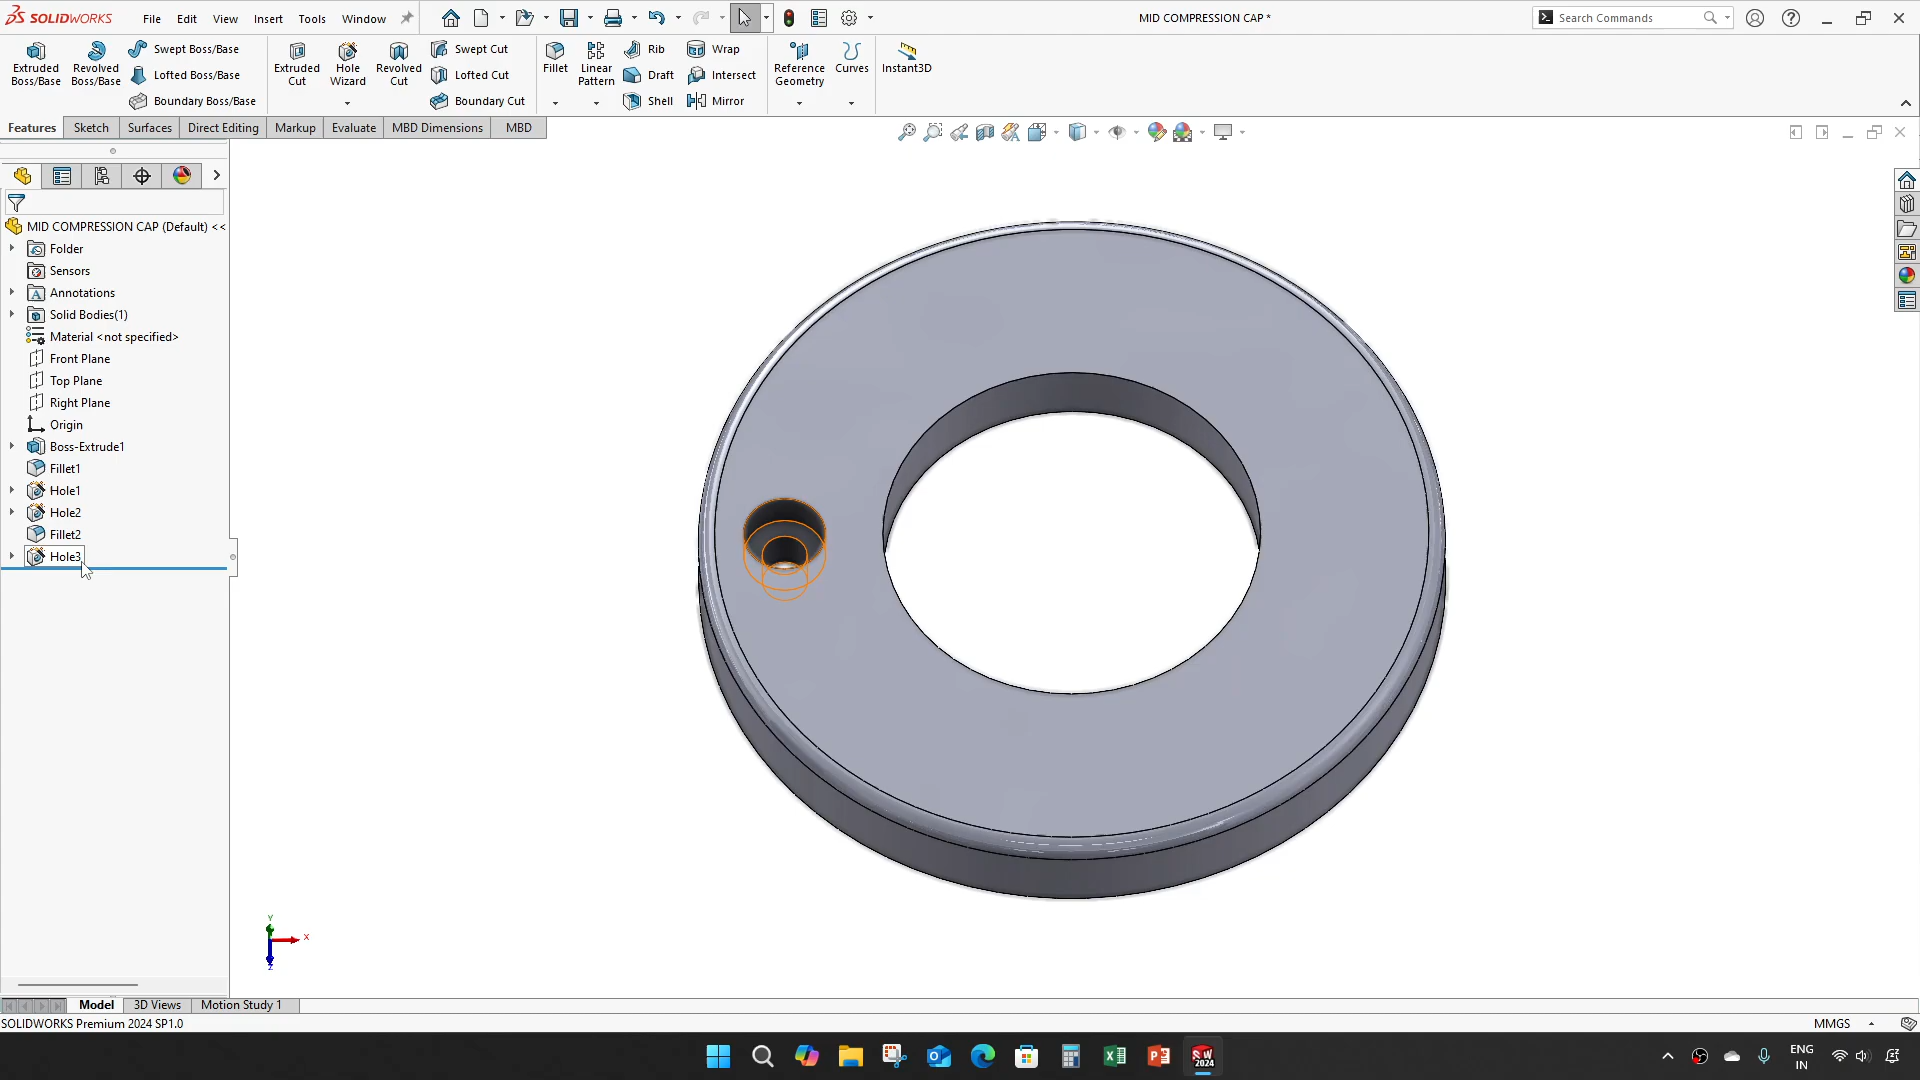 SOLIDWORKS
File
Edit
View
Insert
Tools
Window
MID COMPRESSION CAP *
Search Commands
Extruded
Boss/Base
Revolved
Boss/Base
Swept Boss/Base
Lofted Boss/Base
Boundary Boss/Base
Extruded
Cut
Hole
Wizard
Revolved
Cut
Swept Cut
Lofted Cut
Boundary Cut
Fillet
Linear
Pattern
Rib
Draft
Shell
Wrap
Intersect
Mirror
Reference
Geometry
Curves
Instant3D
Features
Sketch
Surfaces
Direct Editing
Markup
Evaluate
MBD Dimensions
MBD
MID COMPRESSION CAP (Default) <<
Folder
Sensors
Annotations
Solid Bodies(1)
Material <not specified>
Front Plane
Top Plane
Right Plane
Origin
Boss-Extrude1
Fillet1
Hole1
Hole2
Fillet2
Hole3
Y
X
Z
Model
3D Views
Motion Study 1
SOLIDWORKS Premium 2024 SP1.0
MMGS
SW
2024
ENG
IN